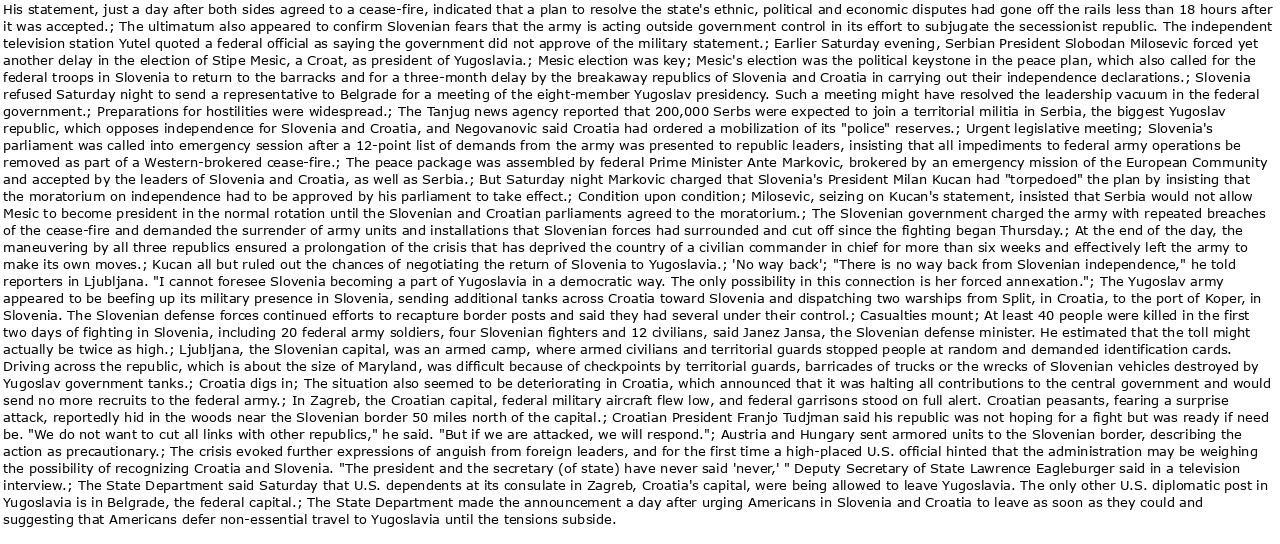 His statement, just a day after both sides agreed to a cease-fire, indicated that a plan to resolve the state's ethnic, political and economic disputes had gone off the rails less than 18 hours after
it was accepted.; The ultimatum also appeared to confirm Slovenian fears that the army is acting outside government control in its effort to subjugate the secessionist republic. The independent
television station Yutel quoted a federal official as saying the government did not approve of the military statement.; Earlier Saturday evening, Serbian President Slobodan Milosevic forced yet
another delay in the election of Stipe Mesic, a Croat, as president of Yugoslavia.; Mesic election was key; Mesic's election was the political keystone in the peace plan, which also called for the
federal troops in Slovenia to return to the barracks and for a three-month delay by the breakaway republics of Slovenia and Croatia in carrying out their independence declarations.; Slovenia
refused Saturday night to send a representative to Belgrade for a meeting of the eight-member Yugoslav presidency. Such a meeting might have resolved the leadership vacuum in the federal
government.; Preparations for hostilities were widespread.; The Tanjug news agency reported that 200,000 Serbs were expected to join a territorial militia in Serbia, the biggest Yugoslav
republic, which opposes independence for Slovenia and Croatia, and Negovanovic said Croatia had ordered a mobilization of its "police" reserves.; Urgent legislative meeting; Slovenia's
parliament was called into emergency session after a 12-point list of demands from the army was presented to republic leaders, insisting that all impediments to federal army operations be
removed as part of a Western-brokered cease-fire.; The peace package was assembled by federal Prime Minister Ante Markovic, brokered by an emergency mission of the European Community
and accepted by the leaders of Slovenia and Croatia, as well as Serbia.; But Saturday night Markovic charged that Slovenia's President Milan Kucan had "torpedoed" the plan by insisting that
the moratorium on independence had to be approved by his parliament to take effect.; Condition upon condition; Milosevic, seizing on Kucan's statement, insisted that Serbia would not allow
Mesic to become president in the normal rotation until the Slovenian and Croatian parliaments agreed to the moratorium.; The Slovenian government charged the army with repeated breaches
of the cease-fire and demanded the surrender of army units and installations that Slovenian forces had surrounded and cut off since the fighting began Thursday.; At the end of the day, the
maneuvering by all three republics ensured a prolongation of the crisis that has deprived the country of a civilian commander in chief for more than six weeks and effectively left the army to
make its own moves.; Kucan all but ruled out the chances of negotiating the return of Slovenia to Yugoslavia.; 'No way back'; "There is no way back from Slovenian independence," he told
reporters in Ljubljana. "I cannot foresee Slovenia becoming a part of Yugoslavia in a democratic way. The only possibility in this connection is her forced annexation."; The Yugoslav army
appeared to be beefing up its military presence in Slovenia, sending additional tanks across Croatia toward Slovenia and dispatching two warships from Split, in Croatia, to the port of Koper, in
Slovenia. The Slovenian defense forces continued efforts to recapture border posts and said they had several under their control.; Casualties mount; At least 40 people were killed in the first
two days of fighting in Slovenia, including 20 federal army soldiers, four Slovenian fighters and 12 civilians, said Janez Jansa, the Slovenian defense minister. He estimated that the toll might
actually be twice as high.; Ljubljana, the Slovenian capital, was an armed camp, where armed civilians and territorial guards stopped people at random and demanded identification cards.
Driving across the republic, which is about the size of Maryland, was difficult because of checkpoints by territorial guards, barricades of trucks or the wrecks of Slovenian vehicles destroyed by
Yugoslav government tanks.; Croatia digs in; The situation also seemed to be deteriorating in Croatia, which announced that it was halting all contributions to the central government and would
send no more recruits to the federal army.; In Zagreb, the Croatian capital, federal military aircraft flew low, and federal garrisons stood on full alert. Croatian peasants, fearing a surprise
attack, reportedly hid in the woods near the Slovenian border 50 miles north of the capital.; Croatian President Franjo Tudjman said his republic was not hoping for a fight but was ready if need
be. "We do not want to cut all links with other republics," he said. "But if we are attacked, we will respond."; Austria and Hungary sent armored units to the Slovenian border, describing the
action as precautionary.; The crisis evoked further expressions of anguish from foreign leaders, and for the first time a high-placed U.S. official hinted that the administration may be weighing
the possibility of recognizing Croatia and Slovenia. "The president and the secretary (of state) have never said 'never,' " Deputy Secretary of State Lawrence Eagleburger said in a television
interview.; The State Department said Saturday that U.S. dependents at its consulate in Zagreb, Croatia's capital, were being allowed to leave Yugoslavia. The only other U.S. diplomatic post in
Yugoslavia is in Belgrade, the federal capital.; The State Department made the announcement a day after urging Americans in Slovenia and Croatia to leave as soon as they could and
suggesting that Americans defer non-essential travel to Yugoslavia until the tensions subside.